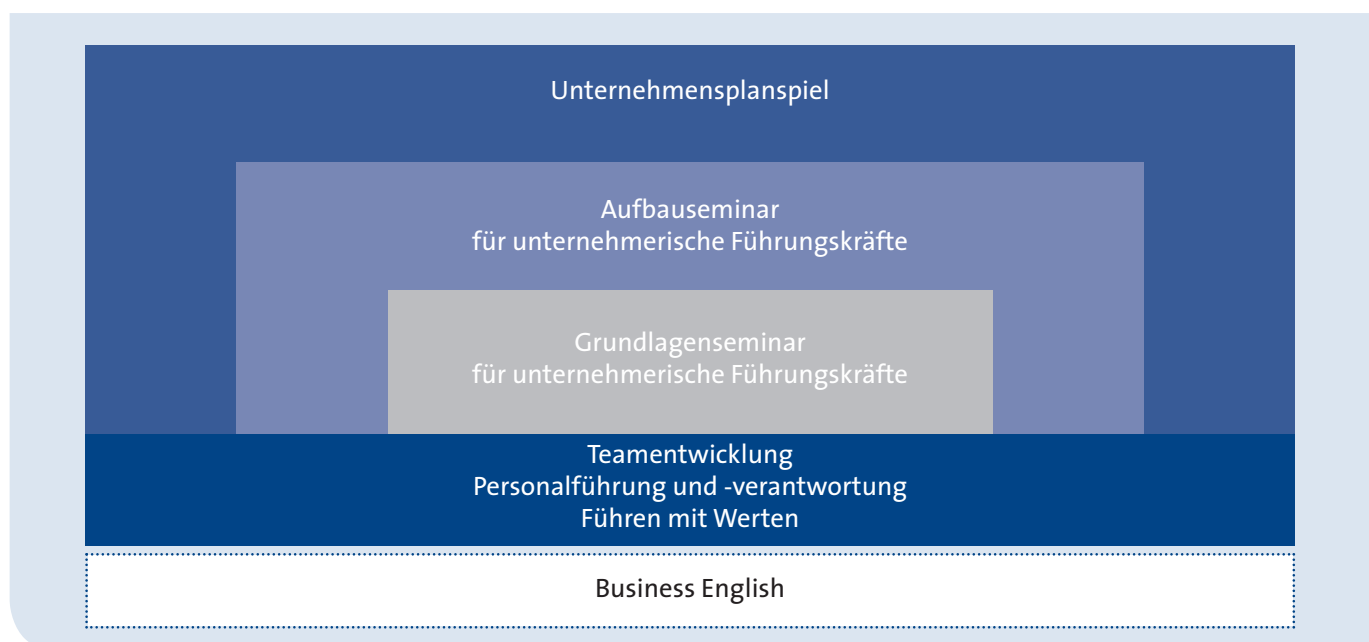 Unternehmensplanspiel
Aufbauseminar
für unternehmerische Führungskräfte
Grundlagenseminar
für unternehmerische Führungskräfte
Teamentwicklung
Personalführung und -verantwortung
Führen mit Werten
Business English